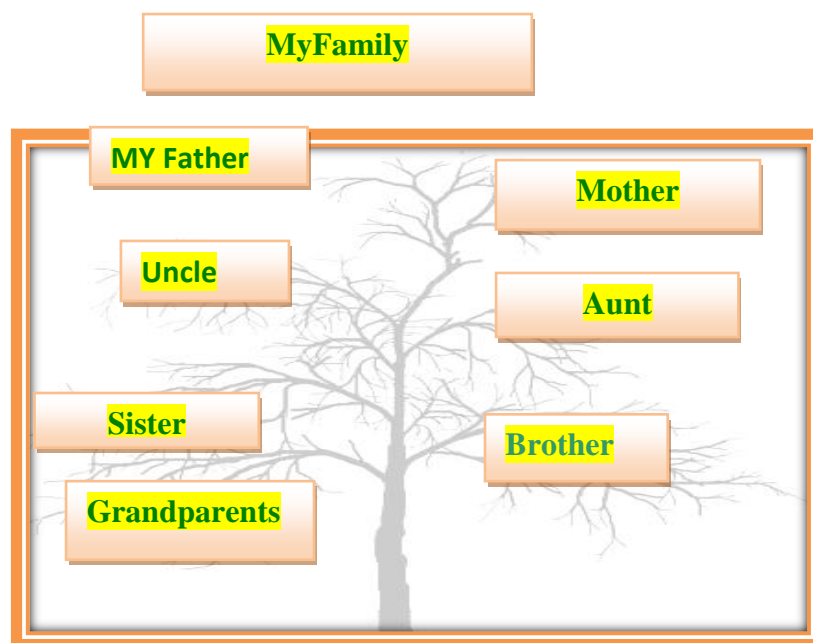 MyFamily
MY Father
Mother
Uncle
Aunt
Sister
Brother
Grandparents